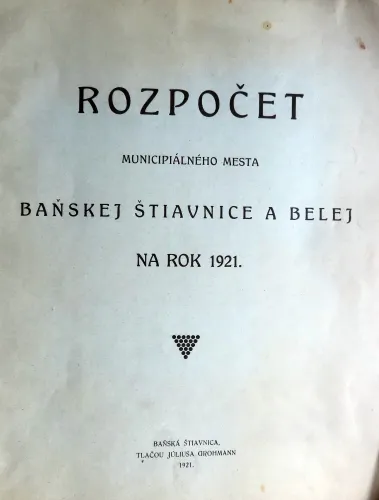 ROZPOČET
MUNICIPIÁLNÉHO MESTA
BAŇSKEJ ŠTIAVNICE A BELEJ
NA ROK 1921.
BAŇSKÁ ŠTIAVNICA,
TLAČOU JÚLIUSA GROHMANN
1921.